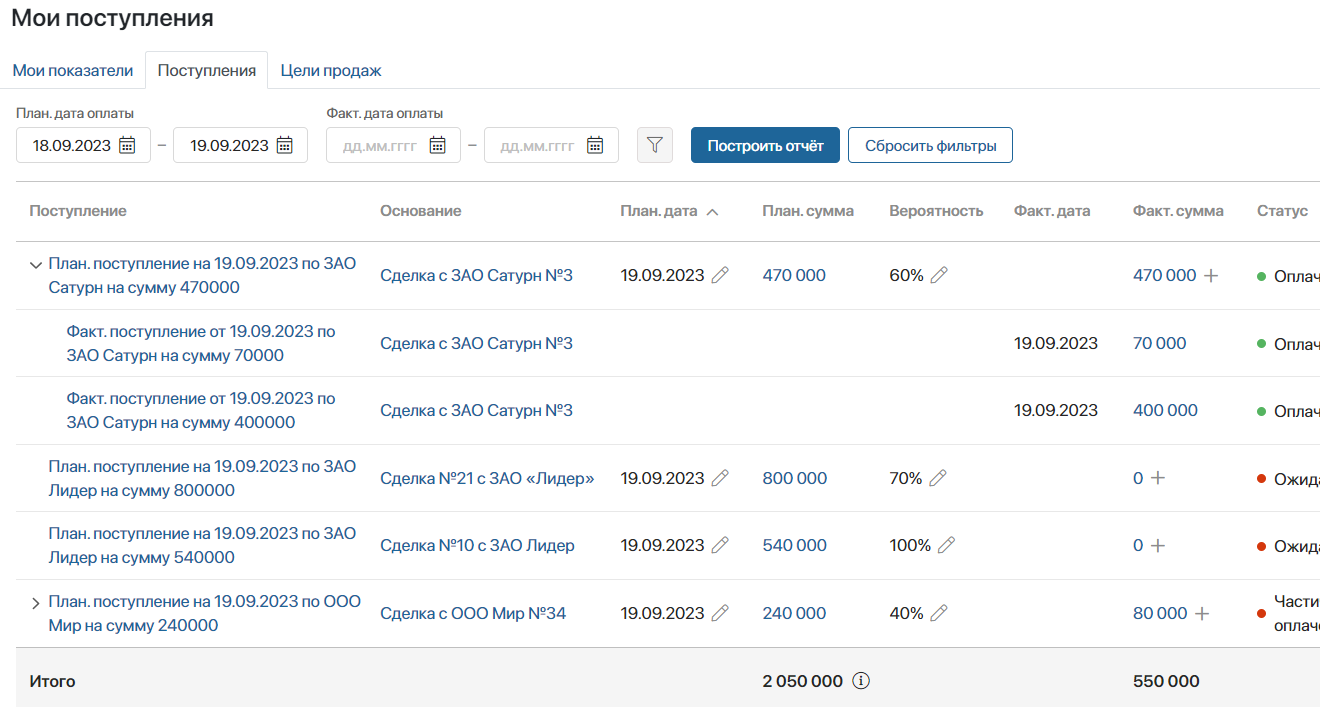 Мои поступления
Мои показатели Поступления Цели продаж
План. дата оплаты Факт. дата оплаты
18.09.2023 – 19.09.2023 дд.мм.гггг – дд.мм.гггг Построить отчёт Сбросить фильтры
Поступление Основание План. дата План. сумма Вероятность Факт. дата Факт. сумма Статус
План. поступление на 19.09.2023 по ЗАО
Сатурн на сумму 470000
Сделка с ЗАО Сатурн №3 19.09.2023 470 000 60% 470 000 + Оплач
Факт. поступление от 19.09.2023 по
ЗАО Сатурн на сумму 70000
Сделка с ЗАО Сатурн №3 19.09.2023 70 000 Оплач
Факт. поступление от 19.09.2023 по
ЗАО Сатурн на сумму 400000
Сделка с ЗАО Сатурн №3 19.09.2023 400 000 Оплач
План. поступление на 19.09.2023 по ЗАО
Лидер на сумму 800000
Сделка №21 с ЗАО «Лидер» 19.09.2023 800 000 70% 0 + Ожида
План. поступление на 19.09.2023 по ЗАО
Лидер на сумму 540000
Сделка №10 с ЗАО Лидер 19.09.2023 540 000 100% 0 + Ожида
План. поступление на 19.09.2023 по ООО
Мир на сумму 240000
Сделка с ООО Мир №34 19.09.2023 240 000 40% 80 000 + Части
оплаче
Итого 2 050 000 550 000